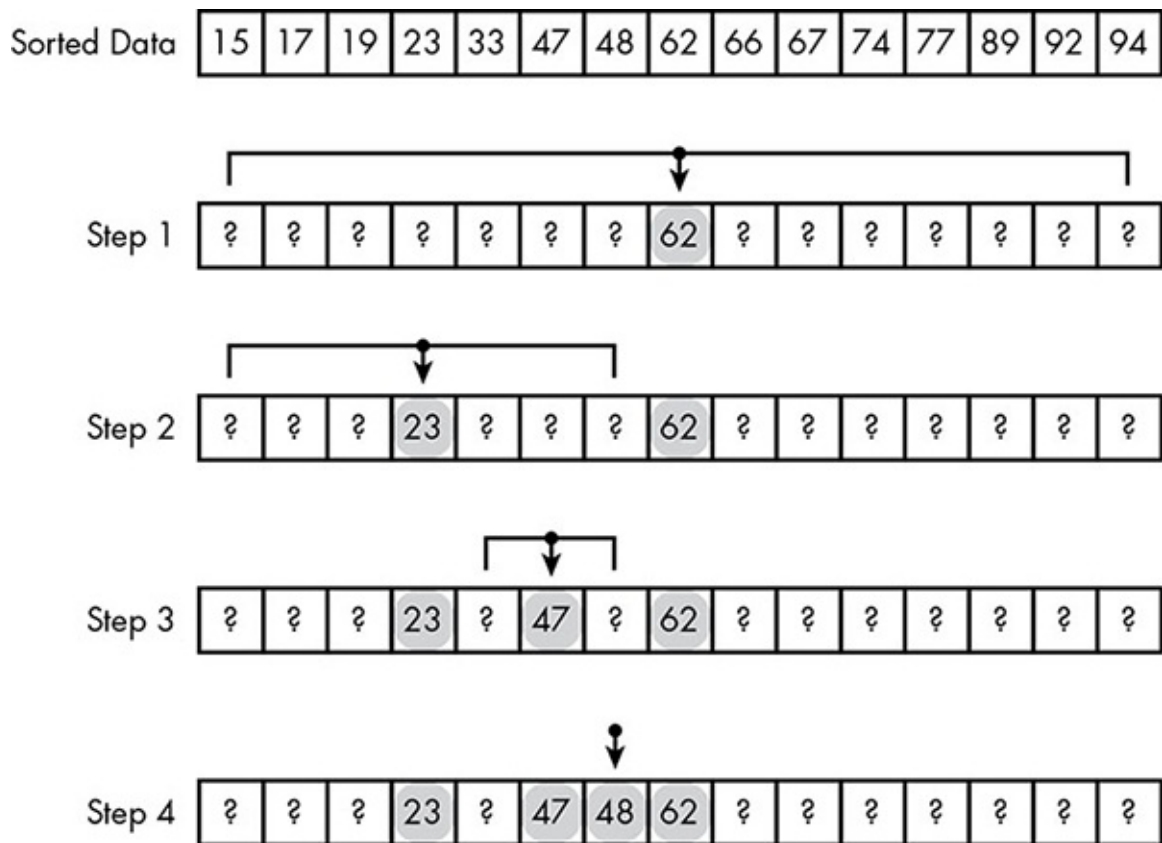 Sorted Data 15 17 19 23 33 47 48 62 66 67 74 77 89 92 94
Step 1 ? ? ? ? ? ? ? 62 ? ? ? ? ? ? ?
Step 2 ? ? ? 23 ? ? ? 62 ? ? ? ? ? ? ?
Step 3 ? ? ? 23 ? 47 ? 62 ? ? ? ? ? ? ?
Step 4 ? ? ? 23 ? 47 48 62 ? ? ? ? ? ? ?